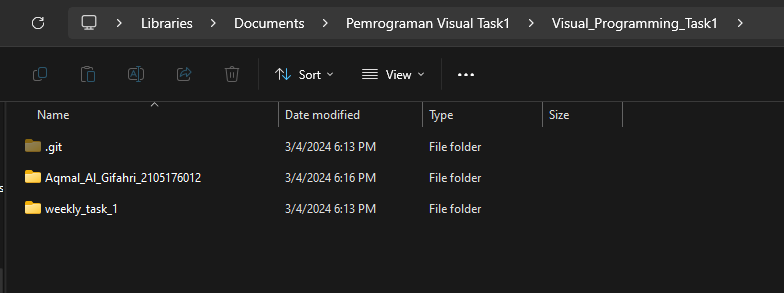 Libraries > Documents > Pemrograman Visual Task1 > Visual_Programming_Task1 >
Sort View
Name Date modified Type Size
.git 3/4/2024 6:13 PM File folder
Aqmal_Al_Gifahri_2105176012 3/4/2024 6:16 PM File folder
weekly_task_1 3/4/2024 6:13 PM File folder